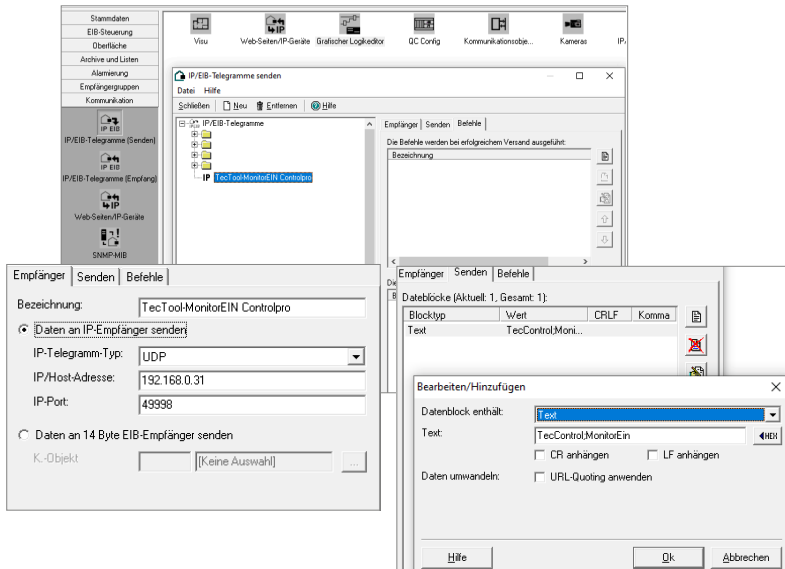 Stammdaten
EIB-Steuerung
Oberfläche
Archive und Listen
Alarmierung
Empfängergruppen
Kommunikation
IP EIB
IP/EIB-Telegramme (Senden)
IP EIB
IP/EIB-Telegramme (Empfang)
IP
Web-Seiten/IP-Geräte
SNMP-MIB
Visu
IP
Web-Seiten/IP-Geräte
Grafischer Logikeditor
QC Config
Kommunikationsobje...
Kameras
IP/
IP/EIB-Telegramme senden
Datei Hilfe
Schließen Neu Entfernen Hilfe
IP/EIB-Telegramme
IP TecTool-MonitorEIN Controlpro
Empfänger Senden Befehle
Die Befehle werden bei erfolgreichem Versand ausgeführt:
Bezeichnung
Empfänger Senden Befehle
Bezeichnung: TecTool-MonitorEIN Controlpro
Daten an IP-Empfänger senden
IP-Telegramm-Typ: UDP
IP/Host-Adresse: 192.168.0.31
IP-Port: 49998
Daten an 14 Byte EIB-Empfänger senden
K.-Objekt [Keine Auswahl] ...
Empfänger Senden Befehle
Dateblöcke (Aktuell: 1, Gesamt: 1):
Blocktyp Wert CRLF Komma
Text TecControl;Moni...
Bearbeiten/Hinzufügen
Datenblock enthält: Text
Text: TecControl;MonitorEin HEX
CR anhängen LF anhängen
Daten umwandeln: URL-Quoting anwenden
Hilfe Ok Abbrechen